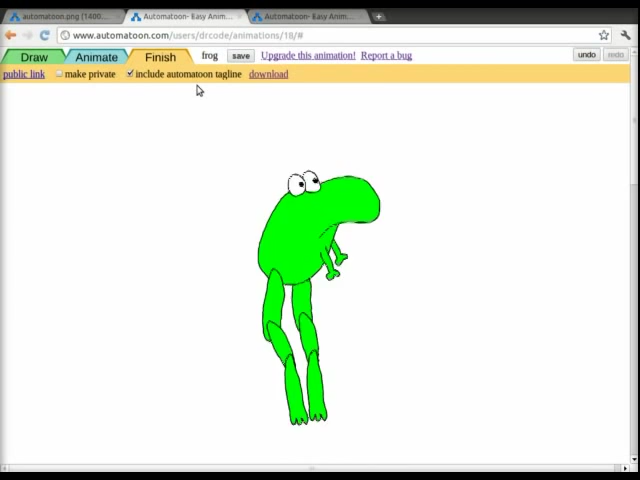 automatoon.png (1400...
Automatoon- Easy Anim...
Automatoon- Easy Anim...
www.automatoon.com/users/drcode/animations/18/#
Draw
Animate
Finish
frog
save
Upgrade this animation!
Report a bug
undo
redo
public link
make private
include automatoon tagline
download